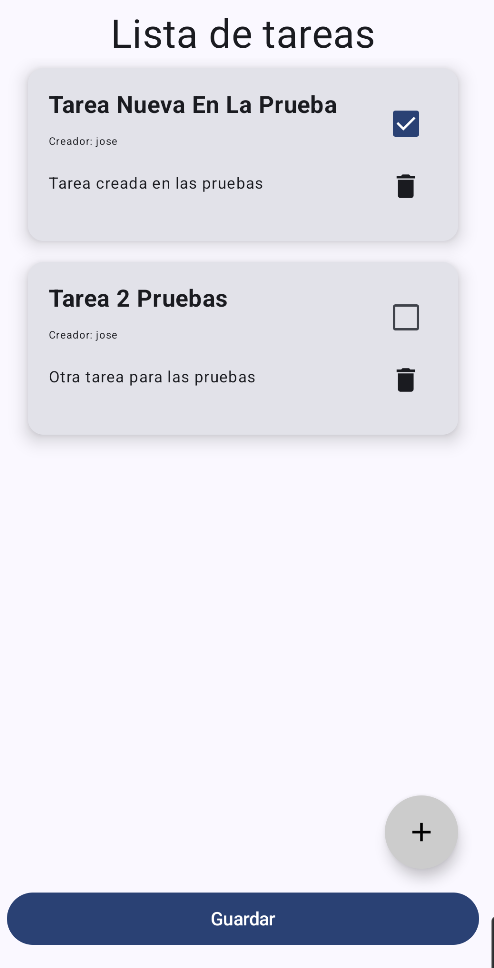 Lista de tareas
Tarea Nueva En La Prueba
Creador: jose
Tarea creada en las pruebas
Tarea 2 Pruebas
Creador: jose
Otra tarea para las pruebas
+
Guardar